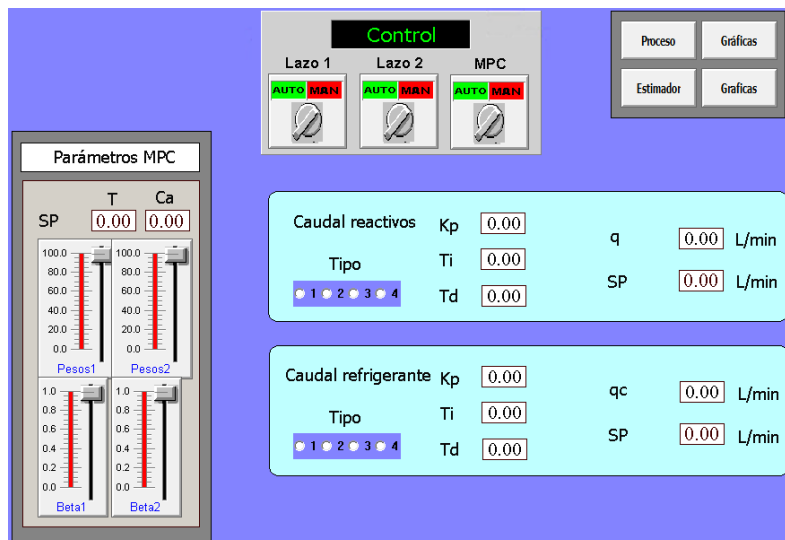 Control
Lazo 1 Lazo 2 MPC
AUTO MAN AUTO MAN AUTO MAN
Proceso Gráficas
Estimador Graficas
Parámetros MPC
T Ca
SP 0.00 0.00
100.0 100.0
80.0 80.0
60.0 60.0
40.0 40.0
20.0 20.0
0.0 0.0
Pesos1 Pesos2
1.0 1.0
0.8 0.8
0.6 0.6
0.4 0.4
0.2 0.2
0.0 0.0
Beta1 Beta2
Caudal reactivos Kp 0.00
q 0.00 L/min
Tipo Ti 0.00
SP 0.00 L/min
1 2 3 4 Td 0.00
Caudal refrigerante Kp 0.00
qc 0.00 L/min
Tipo Ti 0.00
SP 0.00 L/min
1 2 3 4 Td 0.00